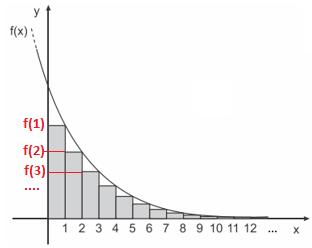 y
f(x)
f(1)
f(2)
f(3)
....
1 2 3 4 5 6 7 8 9 10 11 12 ... x